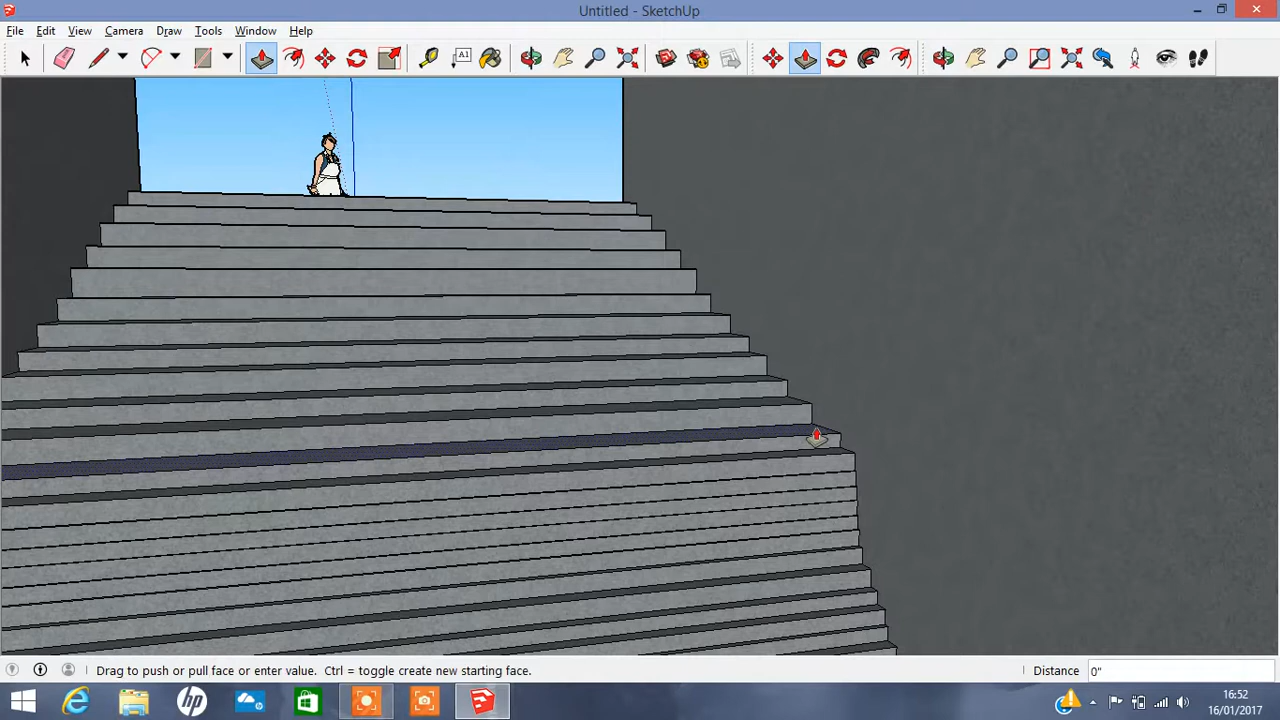 Untitled - SketchUp
File Edit View Camera Draw Tools Window Help
A1
Drag to push or pull face or enter value. Ctrl = toggle create new starting face.
Distance 0"
16:52
16/01/2017